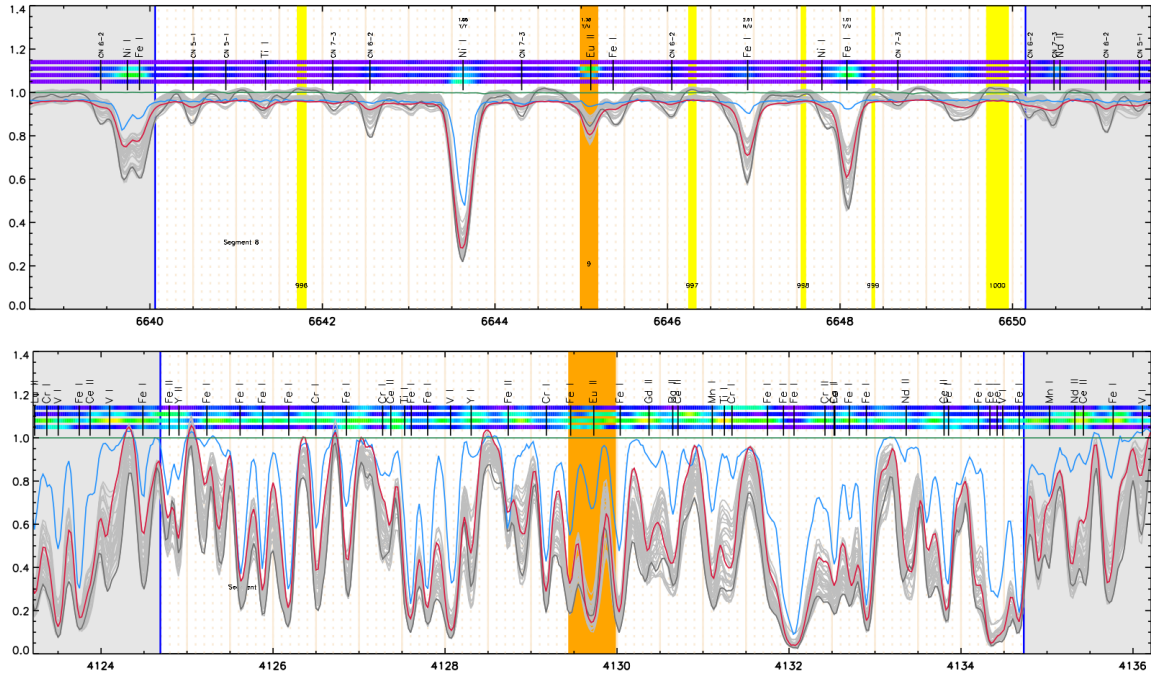 1.4
1.2
1.0
0.8
0.6
0.4
0.2
0.0
CN 6-2
Ni I
Fe I
CN 5-1
CN 5-1
Ti I
CN 7-3
CN 6-2
Ni I
CN 7-3
Eu II
Fe I
CN 6-2
Fe I
Ni I
Fe I
CN 7-3
CN 6-2
CN 7-3
Nd II
CN 6-2
CN 5-1
Segment 8
996
9
997
998
999
1000
6640
6642
6644
6646
6648
6650
1.4
1.2
1.0
0.8
0.6
0.4
0.2
0.0
Cr I
V I
Fe I
Ce II
V I
Fe I
Fe II
Y II
Fe I
Fe I
Fe I
Fe I
Cr I
Fe I
Cr I
Ce II
Ti I
Fe I
Fe I
V I
Y I
Fe II
Cr I
Fe I
Eu II
Fe I
Gd II
Mn I
Ti I
Cr I
Fe I
Fe I
Fe I
Cr I
Fe I
Fe I
Nd II
Fe I
Fe I
V I
Fe I
Mn I
Nd II
Ce II
Fe I
V I
4124
4126
4128
4130
4132
4134
4136